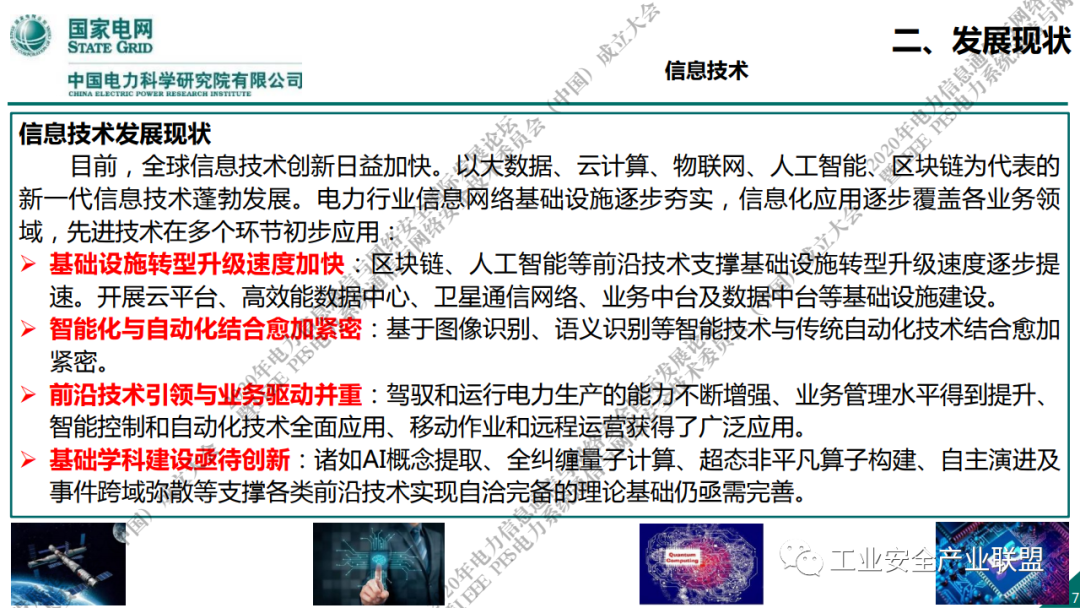 国家电网
STATE GRID
中国电力科学研究院有限公司
CHINA ELECTRIC POWER RESEARCH INSTITUTE
二、发展现状
信息技术
信息技术发展现状
目前，全球信息技术创新日益加快。以大数据、云计算、物联网、人工智能、区块链为代表的
新一代信息技术蓬勃发展。电力行业信息网络基础设施逐步夯实，信息化应用逐步覆盖各业务领
域，先进技术在多个环节初步应用：
➢ 基础设施转型升级速度加快：区块链、人工智能等前沿技术支撑基础设施转型升级速度逐步提
速。开展云平台、高效能数据中心、卫星通信网络、业务中台及数据中台等基础设施建设。
➢ 智能化与自动化结合愈加紧密：基于图像识别、语义识别等智能技术与传统自动化技术结合愈加
紧密。
➢ 前沿技术引领与业务驱动并重：驾驭和运行电力生产的能力不断增强、业务管理水平得到提升、
智能控制和自动化技术全面应用、移动作业和远程运营获得了广泛应用。
➢ 基础学科建设亟待创新：诸如AI概念提取、全纠缠量子计算、超态非平凡算子构建、自主演进及
事件跨域弥散等支撑各类前沿技术实现自洽完备的理论基础仍亟需完善。
Quantum
Computing
工业安全产业联盟
7